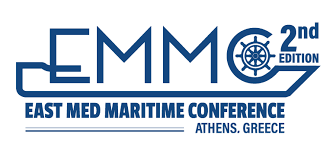 EMMC 2nd
EDITION
EAST MED MARITIME CONFERENCE
ATHENS, GREECE